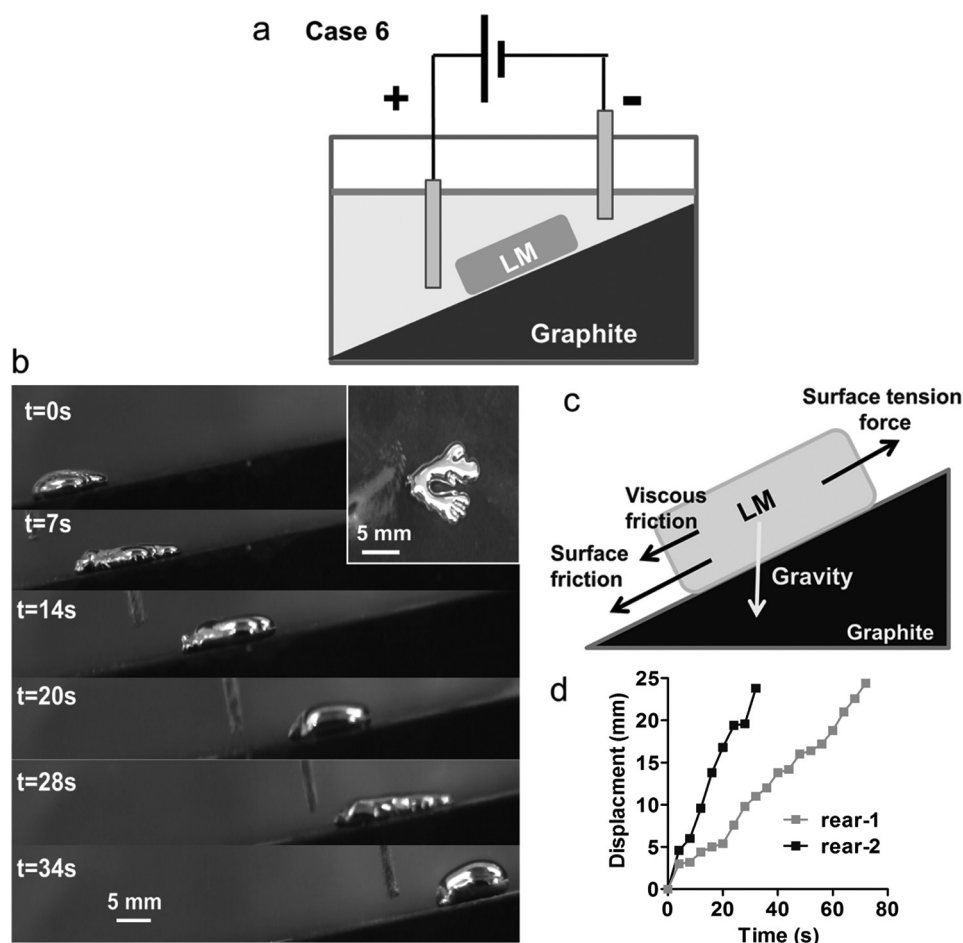 a Case 6
+ -
LM
Graphite
b
t=0s
t=7s
t=14s
t=20s
t=28s
t=34s
5 mm
5 mm
c
Surface tension
force
Viscous
friction
LM
Surface
friction
Gravity
Graphite
d
Displacment (mm)
25
20
15
10
5
0
rear-1
rear-2
0 20 40 60 80
Time (s)